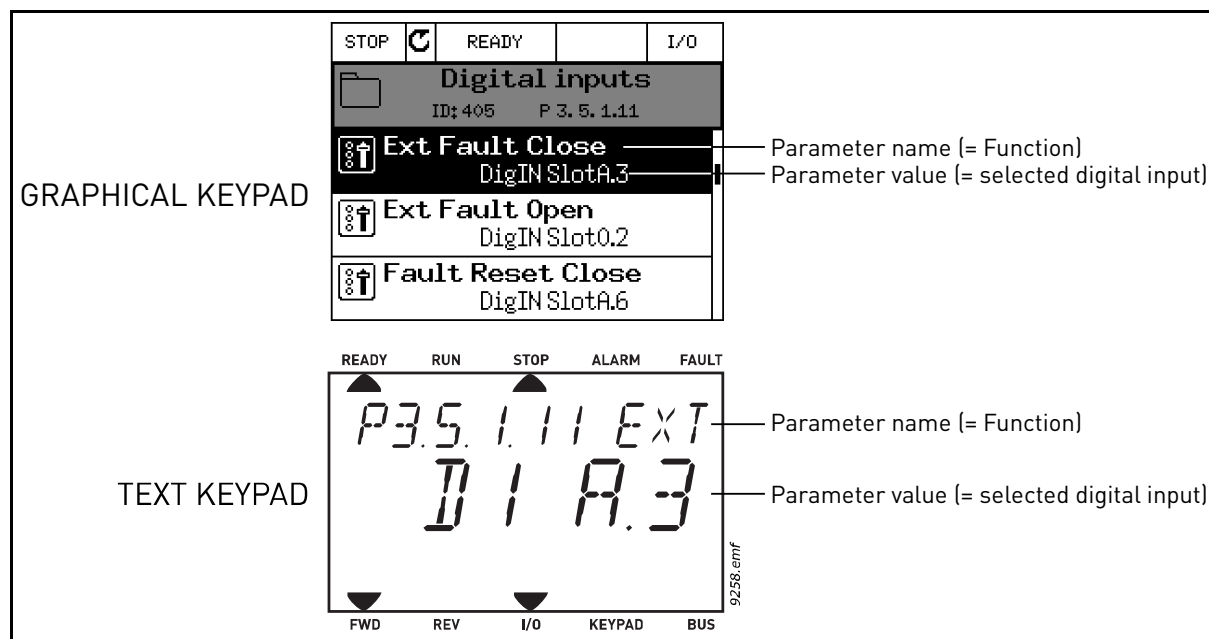 STOP READY I/O
Digital inputs
ID:405 P 3.5.1.11
Ext Fault Close
DigIN SlotA.3
Parameter name (= Function)
Parameter value (= selected digital input)
GRAPHICAL KEYPAD
Ext Fault Open
DigIN Slot0.2
Fault Reset Close
DigIN SlotA.6
READY RUN STOP ALARM FAULT
P3.5.1.11 EXT
Parameter name (= Function)
TEXT KEYPAD
DI A.3
Parameter value (= selected digital input)
9258.emf
FWD REV I/O KEYPAD BUS